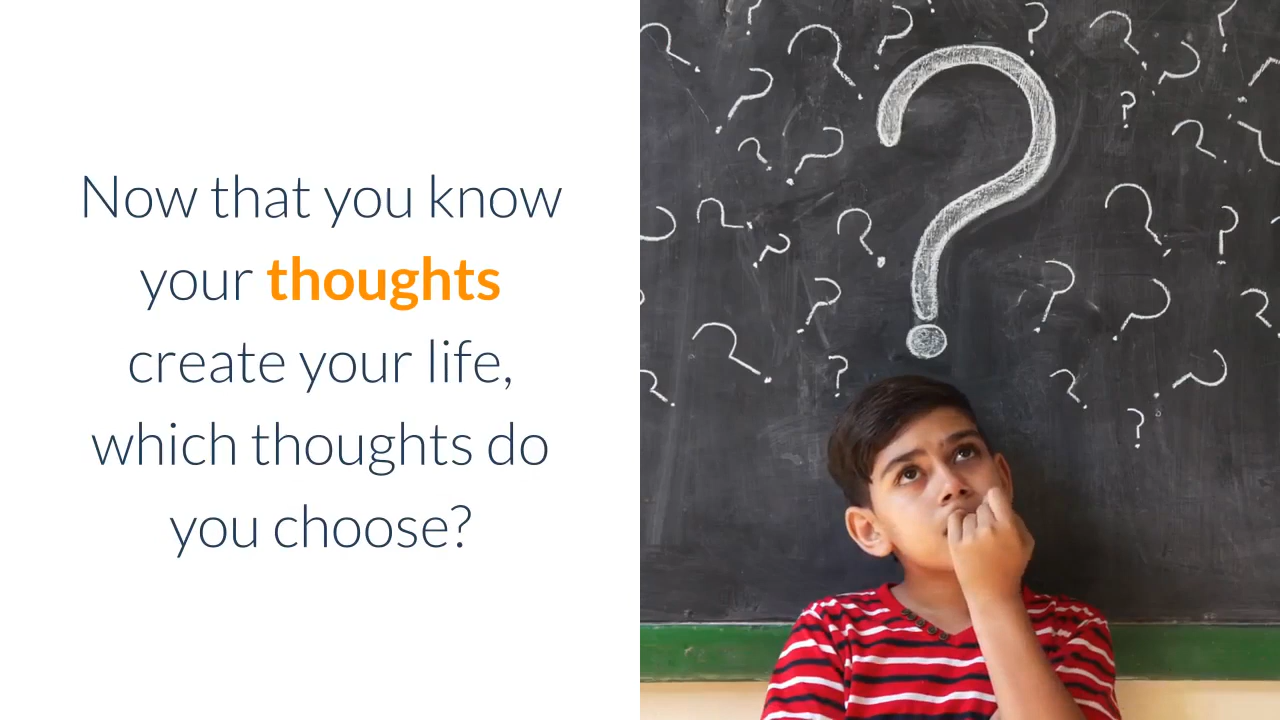 Now that you know
your thoughts
create your life,
which thoughts do
you choose?